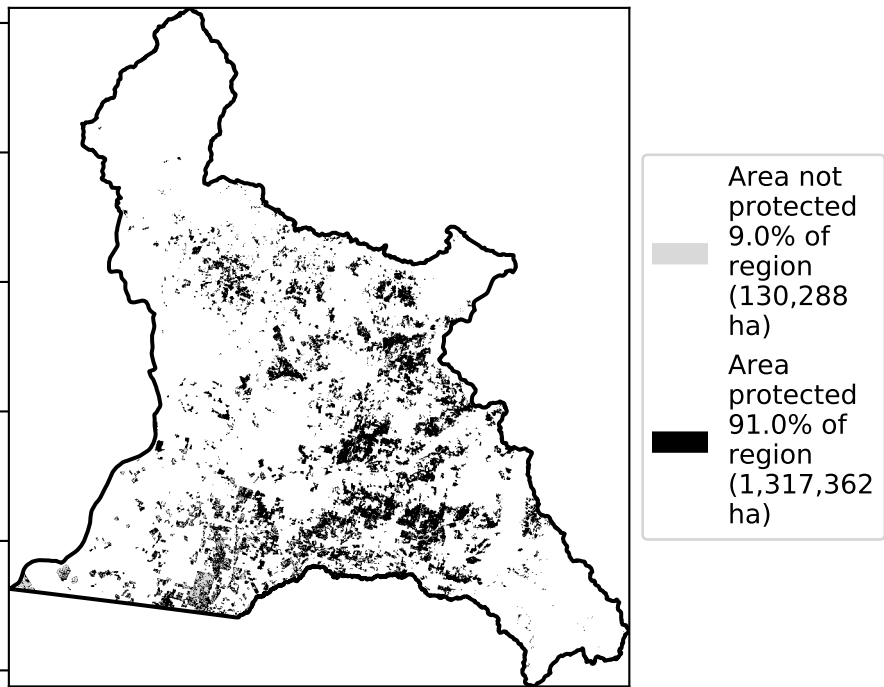 Area not
protected
9.0% of
region
(130,288
ha)
Area
protected
91.0% of
region
(1,317,362
ha)